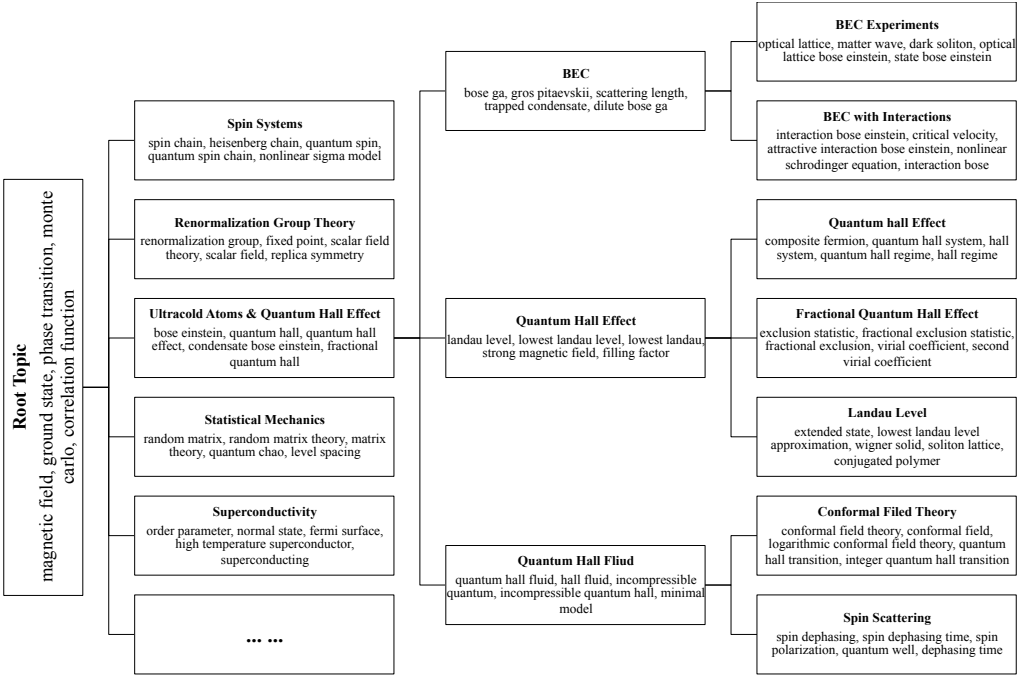 Root Topic
magnetic field, ground state, phase transition, monte
carlo, correlation function
Spin Systems
spin chain, heisenberg chain, quantum spin,
quantum spin chain, nonlinear sigma model
Renormalization Group Theory
renormalization group, fixed point, scalar field
theory, scalar field, replica symmetry
Ultracold Atoms & Quantum Hall Effect
bose einstein, quantum hall, quantum hall
effect, condensate bose einstein, fractional
quantum hall
Statistical Mechanics
random matrix, random matrix theory, matrix
theory, quantum chao, level spacing
Superconductivity
order parameter, normal state, fermi surface,
high temperature superconductor,
superconducting
... ...
BEC
bose ga, gros pitaevskii, scattering length,
trapped condensate, dilute bose ga
Quantum Hall Effect
landau level, lowest landau level, lowest landau,
strong magnetic field, filling factor
Quantum Hall Fliud
quantum hall fluid, hall fluid, incompressible
quantum, incompressible quantum hall, minimal
model
BEC Experiments
optical lattice, matter wave, dark soliton, optical
lattice bose einstein, state bose einstein
BEC with Interactions
interaction bose einstein, critical velocity,
attractive interaction bose einstein, nonlinear
schrodinger equation, interaction bose
Quantum hall Effect
composite fermion, quantum hall system, hall
system, quantum hall regime, hall regime
Fractional Quantum Hall Effect
exclusion statistic, fractional exclusion statistic,
fractional exclusion, virial coefficient, second
virial coefficient
Landau Level
extended state, lowest landau level
approximation, wigner solid, soliton lattice,
conjugated polymer
Conformal Filed Theory
conformal field theory, conformal field,
logarithmic conformal field theory, quantum
hall transition, integer quantum hall transition
Spin Scattering
spin dephasing, spin dephasing time, spin
polarization, quantum well, dephasing time